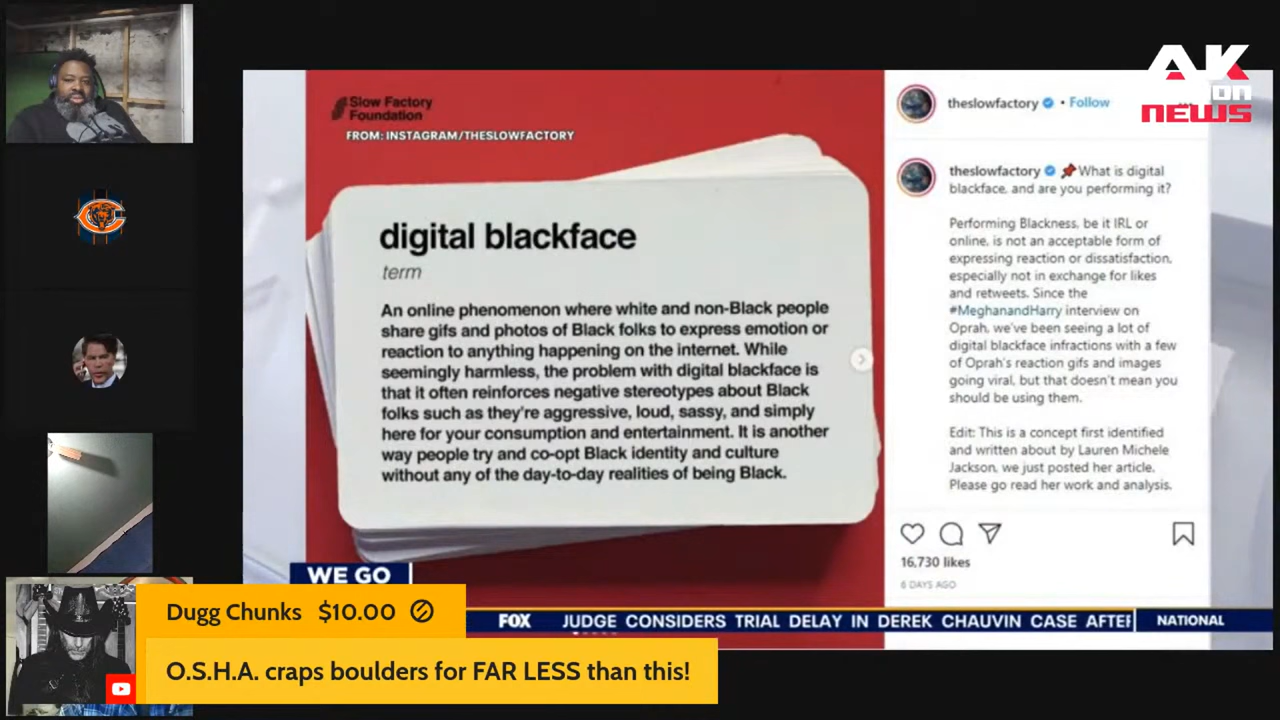 AK
ON
NEWS
Slow Factory
Foundation
FROM: INSTAGRAM/THESLOWFACTORY
digital blackface
term
An online phenomenon where white and non-Black people
share gifs and photos of Black folks to express emotion or
reaction to anything happening on the internet. While
seemingly harmless, the problem with digital blackface is
that it often reinforces negative stereotypes about Black
folks such as they're aggressive, loud, sassy, and simply
here for your consumption and entertainment. It is another
way people try and co-opt Black identity and culture
without any of the day-to-day realities of being Black.
theslowfactory • Follow
theslowfactory 📌What is digital
blackface, and are you performing it?
Performing Blackness, be it IRL or
online, is not an acceptable form of
expressing reaction or dissatisfaction,
especially not in exchange for likes
and retweets. Since the
#MeghanandHarry interview on
Oprah, we've been seeing a lot of
digital blackface infractions with a few
of Oprah's reaction gifs and images
going viral, but that doesn't mean you
should be using them.
Edit: This is a concept first identified
and written about by Lauren Michele
Jackson, we just posted her article.
Please go read her work and analysis.
16,730 likes
6 DAYS AGO
WE GO
FOX JUDGE CONSIDERS TRIAL DELAY IN DEREK CHAUVIN CASE AFTER NATIONAL
Dugg Chunks $10.00
O.S.H.A. craps boulders for FAR LESS than this!